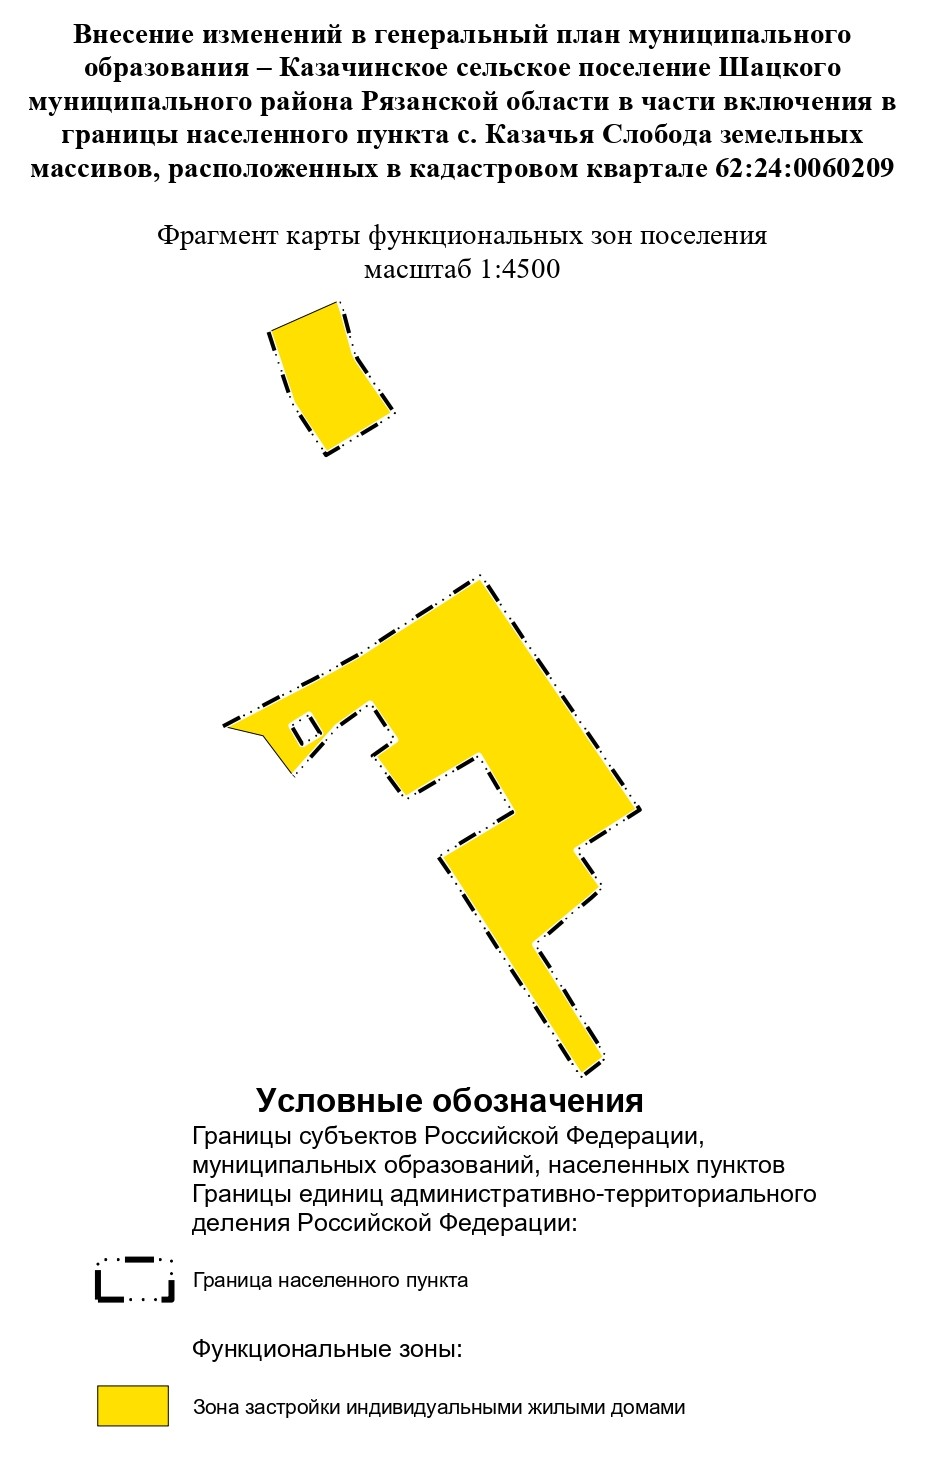 Внесение изменений в генеральный план муниципального
образования – Казачинское сельское поселение Шацкого
муниципального района Рязанской области в части включения в
границы населенного пункта с. Казачья Слобода земельных
массивов, расположенных в кадастровом квартале 62:24:0060209
Фрагмент карты функциональных зон поселения
масштаб 1:4500
Условные обозначения
Границы субъектов Российской Федерации,
муниципальных образований, населенных пунктов
Границы единиц административно-территориального
деления Российской Федерации:
Граница населенного пункта
Функциональные зоны:
Зона застройки индивидуальными жилыми домами